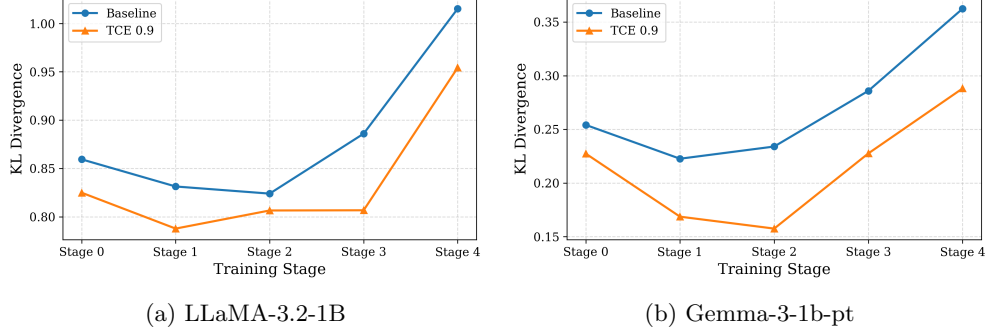 Baseline
TCE 0.9
1.00
0.95
0.90
0.85
0.80
KL Divergence
Stage 0 Stage 1 Stage 2 Stage 3 Stage 4
Training Stage
(a) LLaMA-3.2-1B
Baseline
TCE 0.9
0.35
0.30
0.25
0.20
0.15
KL Divergence
Stage 0 Stage 1 Stage 2 Stage 3 Stage 4
Training Stage
(b) Gemma-3-1b-pt